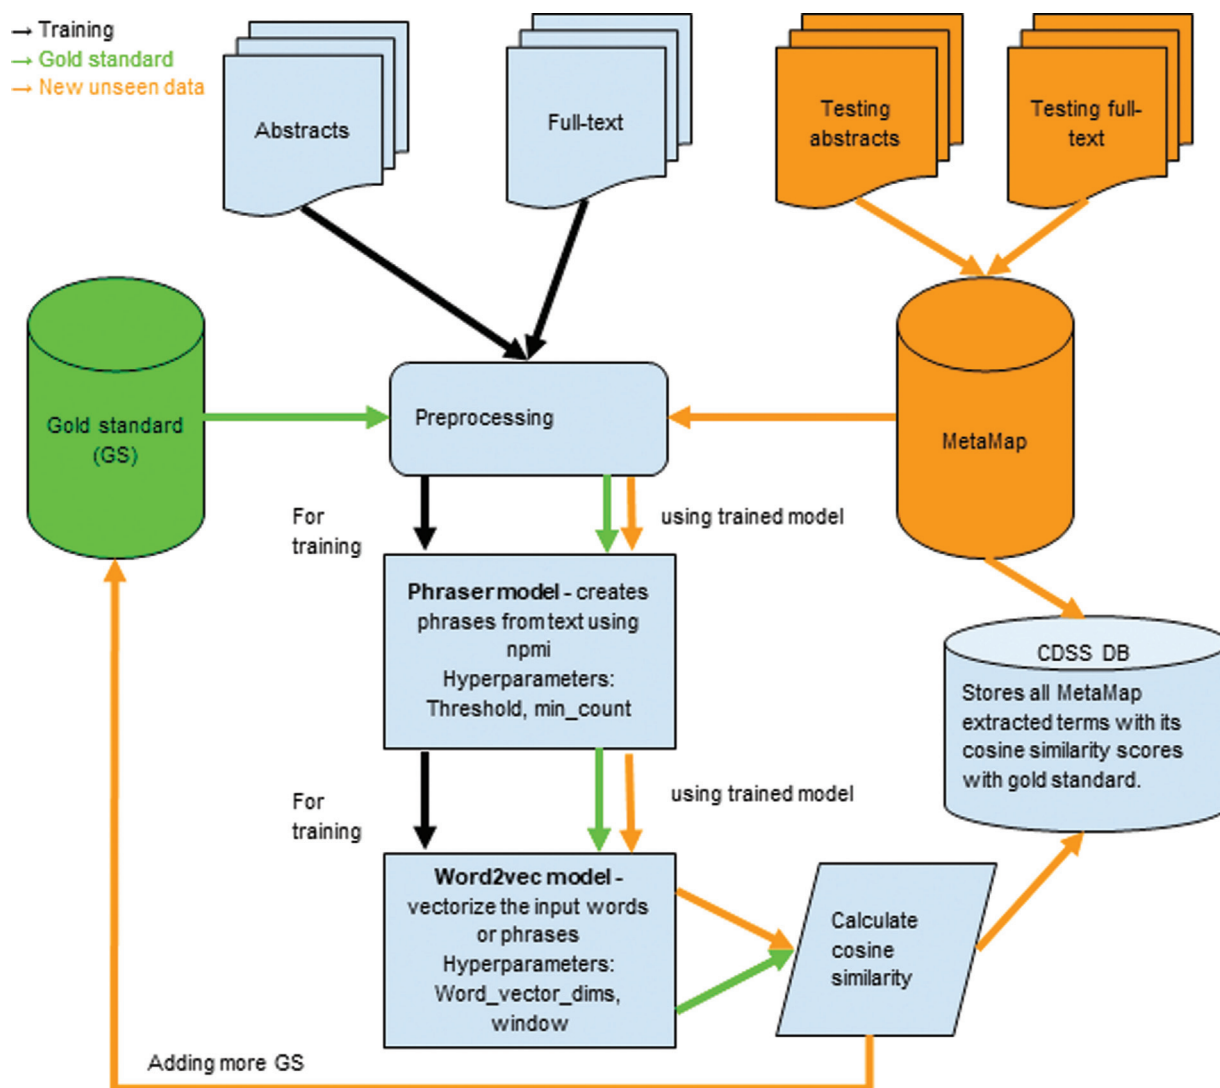 → Training
→ Gold standard
→ New unseen data
Abstracts
Full-text
Testing
abstracts
Testing full-
text
Gold standard
(GS)
Preprocessing
MetaMap
For
training
using trained model
Phraser model - creates
phrases from text using
npmi
Hyperparameters:
Threshold, min_count
CDSS DB
Stores all MetaMap
extracted terms with its
cosine similarity scores
with gold standard.
For
training
using trained model
Word2vec model -
vectorize the input words
or phrases
Hyperparameters:
Word_vector_dims,
window
Calculate
cosine
similarity
Adding more GS